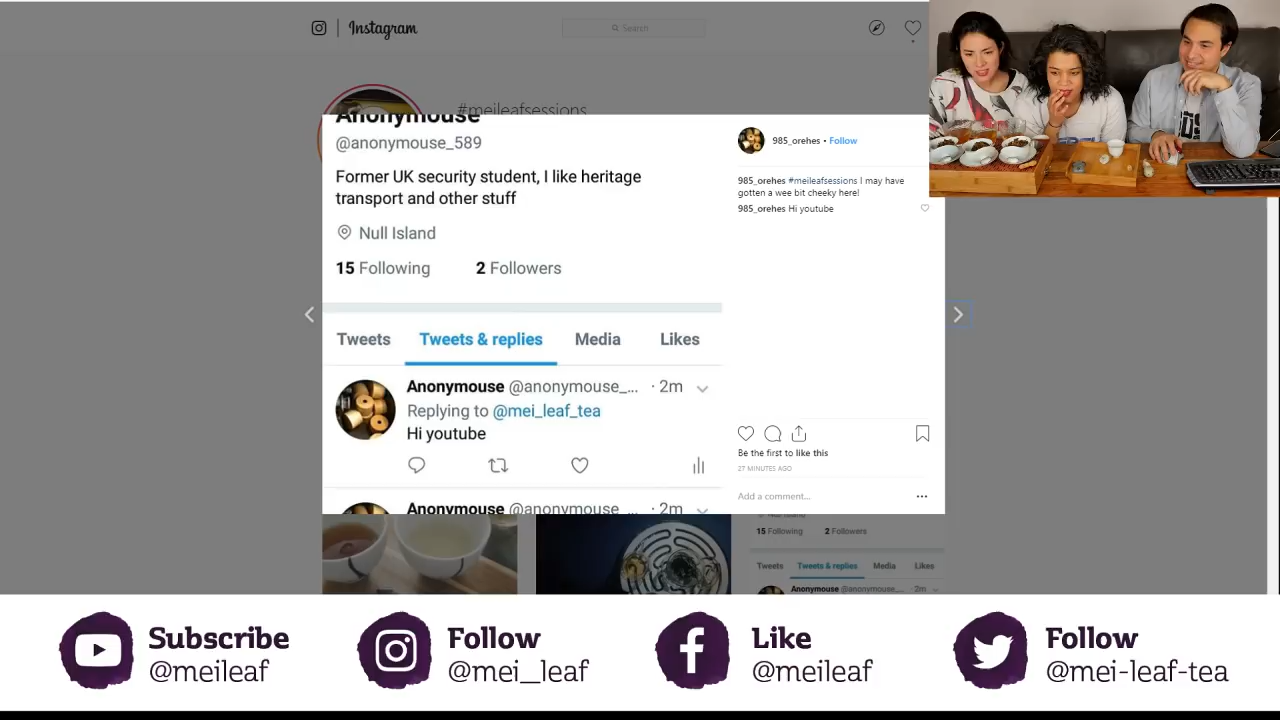 Instagram
Search
#meileafsessions
Anonymouse
@anonymouse_589
Former UK security student, I like heritage
transport and other stuff
Null Island
15 Following 2 Followers
Tweets Tweets & replies Media Likes
Anonymouse @anonymouse_... · 2m
Replying to @mei_leaf_tea
Hi youtube
Anonymouse @anonymouse_... · 2m
985_orehes • Follow
985_orehes #meileafsessions I may have
gotten a wee bit cheeky here!
985_orehes Hi youtube
Be the first to like this
27 MINUTES AGO
Add a comment...
Null Island
15 Following 2 Followers
Tweets Tweets & replies Media Likes
Anonymouse @anonymouse_... · 2m
Subscribe
@meileaf
Follow
@mei_leaf
Like
@meileaf
Follow
@mei-leaf-tea